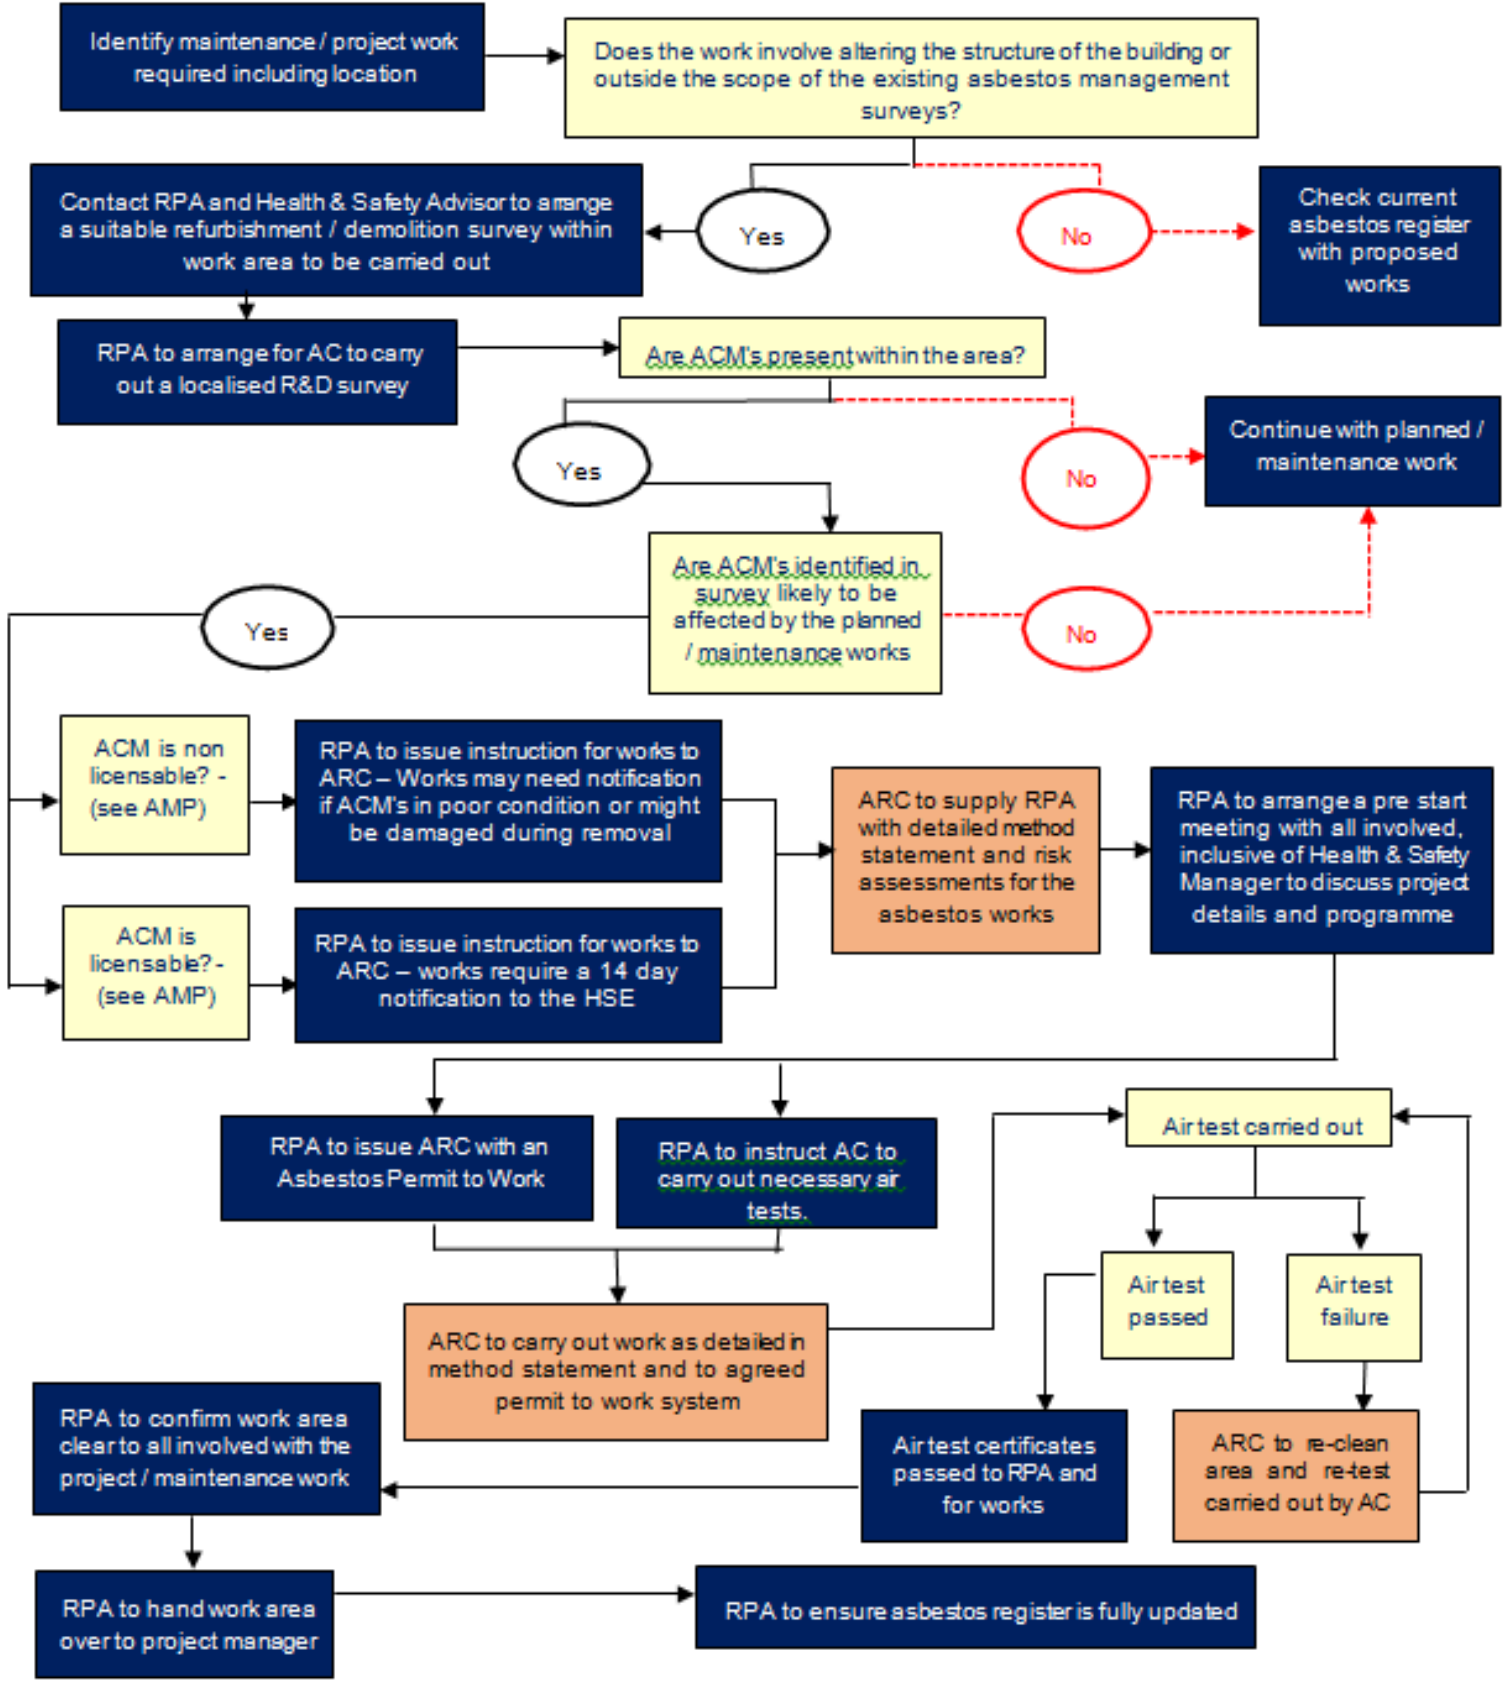 Identify maintenance / project work
required including location
Does the work involve altering the structure of the building or
outside the scope of the existing asbestos management
surveys?
Contact RPA and Health & Safety Advisor to arrange
a suitable refurbishment / demolition survey within
work area to be carried out
Yes
No
Check current
asbestos register
with proposed
works
RPA to arrange for AC to carry
out a localised R&D survey
Are ACM's present within the area?
Yes
No
Continue with planned /
maintenance work
Are ACM's identified in
survey likely to be
affected by the planned
/ maintenance works
Yes
No
ACM is non
licensable? -
(see AMP)
RPA to issue instruction for works to
ARC – Works may need notification
if ACM's in poor condition or might
be damaged during removal
ARC to supply RPA
with detailed method
statement and risk
assessments for the
asbestos works
RPA to arrange a pre start
meeting with all involved,
inclusive of Health & Safety
Manager to discuss project
details and programme
ACM is
licensable? -
(see AMP)
RPA to issue instruction for works to
ARC – works require a 14 day
notification to the HSE
RPA to issue ARC with an
Asbestos Permit to Work
RPA to instruct AC to
carry out necessary air
tests.
Air test carried out
Air test
passed
Air test
failure
ARC to carry out work as detailed in
method statement and to agreed
permit to work system
RPA to confirm work area
clear to all involved with the
project / maintenance work
Air test certificates
passed to RPA and
for works
ARC to re-clean
area and re-test
carried out by AC
RPA to hand work area
over to project manager
RPA to ensure asbestos register is fully updated